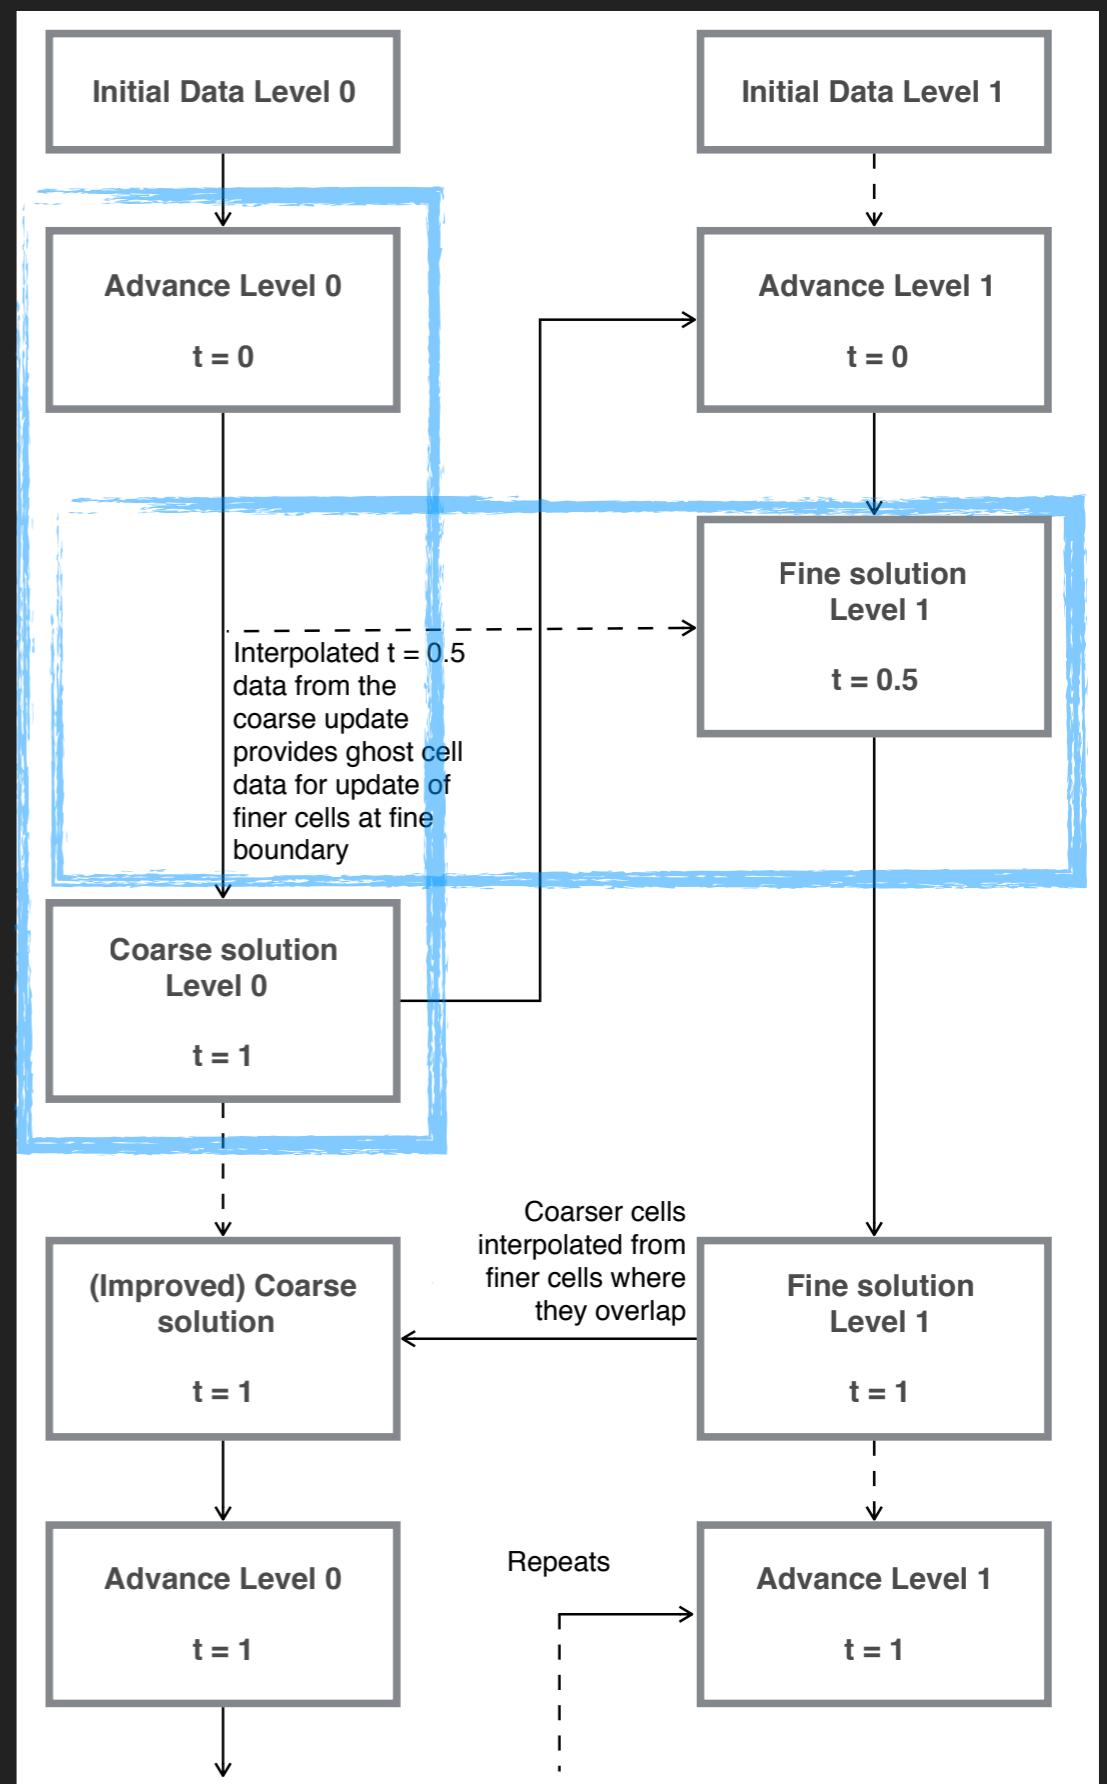 Initial Data Level 0
Initial Data Level 1
Advance Level 0
t = 0
Advance Level 1
t = 0
Fine solution
Level 1
t = 0.5
Interpolated t = 0.5
data from the
coarse update
provides ghost cell
data for update of
finer cells at fine
boundary
Coarse solution
Level 0
t = 1
Coarser cells
interpolated from
finer cells where
they overlap
(Improved) Coarse
solution
t = 1
Fine solution
Level 1
t = 1
Advance Level 0
t = 1
Repeats
Advance Level 1
t = 1